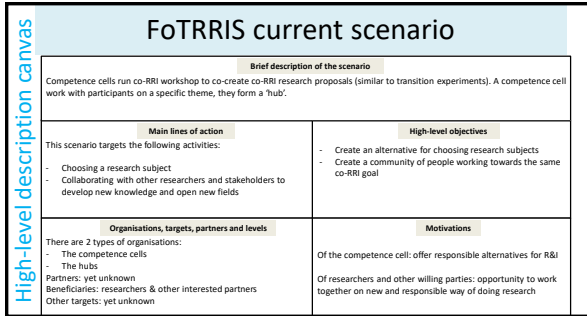 High-level description canvas
FoTRRIS current scenario
Brief description of the scenario
Competence cells run co-RRI workshop to co-create co-RRI research proposals (similar to transition experiments). A competence cell
work with participants on a specific theme, they form a ‘hub’.
Main lines of action
This scenario targets the following activities:
- Choosing a research subject
- Collaborating with other researchers and stakeholders to
develop new knowledge and open new fields
High-level objectives
- Create an alternative for choosing research subjects
- Create a community of people working towards the same
co-RRI goal
Organisations, targets, partners and levels
There are 2 types of organisations:
- The competence cells
- The hubs
Partners: yet unknown
Beneficiaries: researchers & other interested partners
Other targets: yet unknown
Motivations
Of the competence cell: offer responsible alternatives for R&I
Of researchers and other willing parties: opportunity to work
together on new and responsible way of doing research